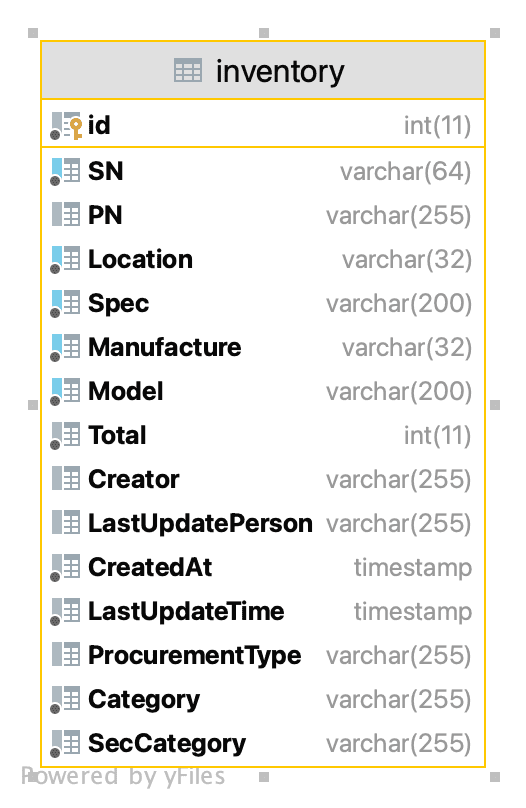 inventory
id int(11)
SN varchar(64)
PN varchar(255)
Location varchar(32)
Spec varchar(200)
Manufacture varchar(32)
Model varchar(200)
Total int(11)
Creator varchar(255)
LastUpdatePerson varchar(255)
CreatedAt timestamp
LastUpdateTime timestamp
ProcurementType varchar(255)
Category varchar(255)
SecCategory varchar(255)
Powered by yFiles